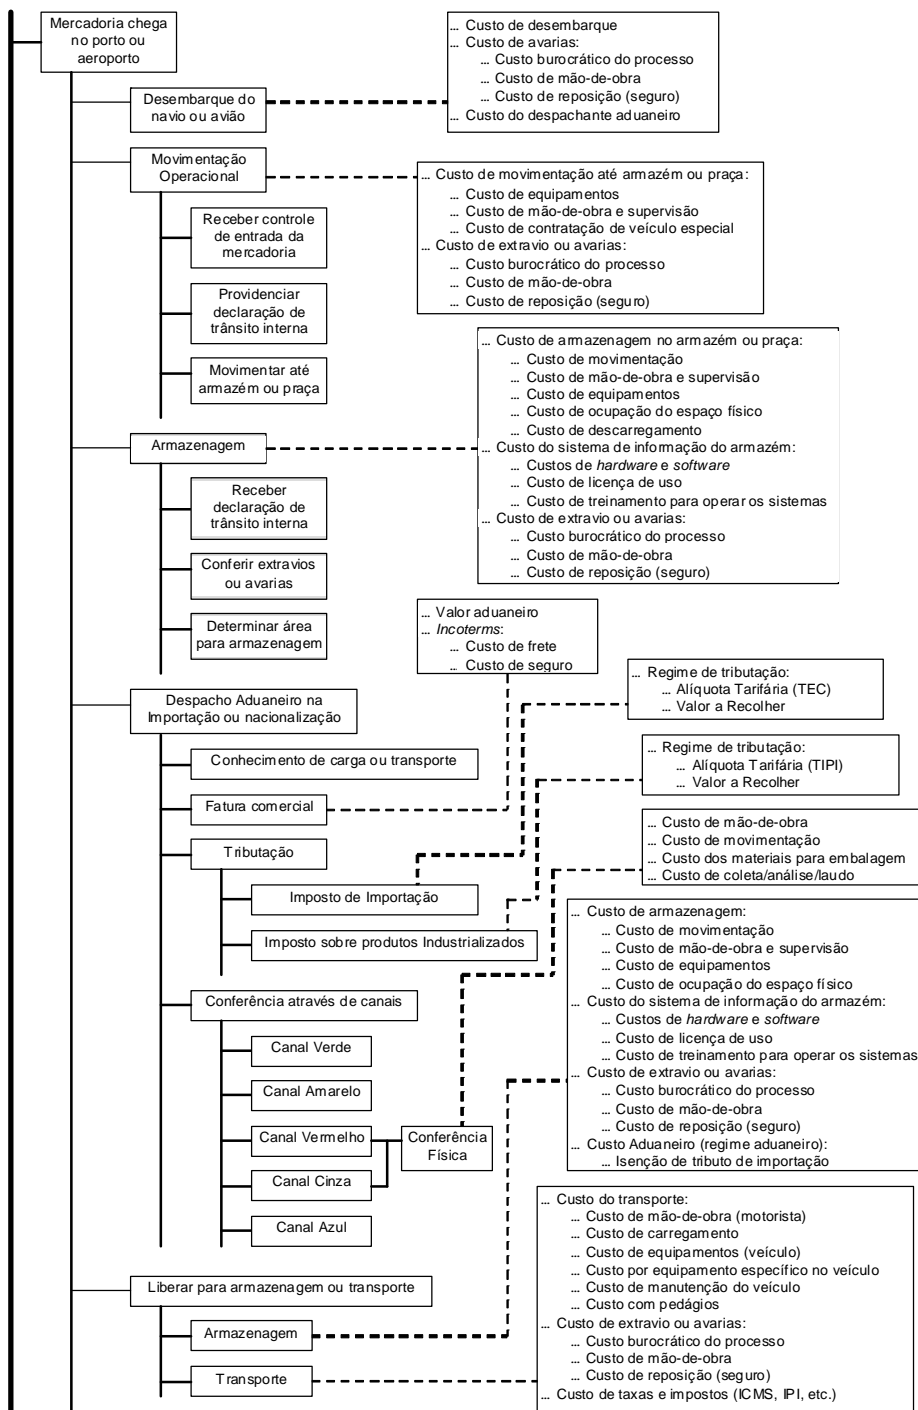 Mercadoria chega
no porto ou
aeroporto
... Custo de desembarque
... Custo de avarias:
... Custo burocrático do processo
... Custo de mão-de-obra
... Custo de reposição (seguro)
... Custo do despachante aduaneiro
Desembarque do
navio ou avião
Movimentação
Operacional
... Custo de movimentação até armazém ou praça:
... Custo de equipamentos
... Custo de mão-de-obra e supervisão
... Custo de contratação de veículo especial
... Custo de extravio ou avarias:
... Custo burocrático do processo
... Custo de mão-de-obra
... Custo de reposição (seguro)
Receber controle
de entrada da
mercadoria
Providenciar
declaração de
trânsito interna
Movimentar até
armazém ou praça
... Custo de armazenagem no armazém ou praça:
... Custo de movimentação
... Custo de mão-de-obra e supervisão
... Custo de equipamentos
... Custo de ocupação do espaço físico
... Custo de descarregamento
... Custo do sistema de informação do armazém:
... Custos de hardware e software
... Custo de licença de uso
... Custo de treinamento para operar os sistemas
... Custo de extravio ou avarias:
... Custo burocrático do processo
... Custo de mão-de-obra
... Custo de reposição (seguro)
Armazenagem
Receber
declaração de
trânsito interna
Conferir extravios
ou avarias
Determinar área
para armazenagem
... Valor aduaneiro
... Incoterms:
... Custo de frete
... Custo de seguro
Despacho Aduaneiro na
Importação ou nacionalização
... Regime de tributação:
... Alíquota Tarifária (TEC)
... Valor a Recolher
Conhecimento de carga ou transporte
... Regime de tributação:
... Alíquota Tarifária (TIPI)
... Valor a Recolher
Fatura comercial
Tributação
... Custo de mão-de-obra
... Custo de movimentação
... Custo dos materiais para embalagem
... Custo de coleta/análise/laudo
Imposto de Importação
Imposto sobre produtos Industrializados
... Custo de armazenagem:
... Custo de movimentação
... Custo de mão-de-obra e supervisão
... Custo de equipamentos
... Custo de ocupação do espaço físico
... Custo do sistema de informação do armazém:
... Custos de hardware e software
... Custo de licença de uso
... Custo de treinamento para operar os sistemas
... Custo de extravio ou avarias:
... Custo burocrático do processo
... Custo de mão-de-obra
... Custo de reposição (seguro)
... Custo Aduaneiro (regime aduaneiro):
... Isenção de tributo de importação
Conferência através de canais
Canal Verde
Canal Amarelo
Canal Vermelho
Conferência
Física
Canal Cinza
Canal Azul
... Custo do transporte:
... Custo de mão-de-obra (motorista)
... Custo de carregamento
... Custo de equipamentos (veículo)
... Custo por equipamento específico no veículo
... Custo de manutenção do veículo
... Custo com pedágios
... Custo de extravio ou avarias:
... Custo burocrático do processo
... Custo de mão-de-obra
... Custo de reposição (seguro)
... Custo de taxas e impostos (ICMS, IPI, etc.)
Liberar para armazenagem ou transporte
Armazenagem
Transporte